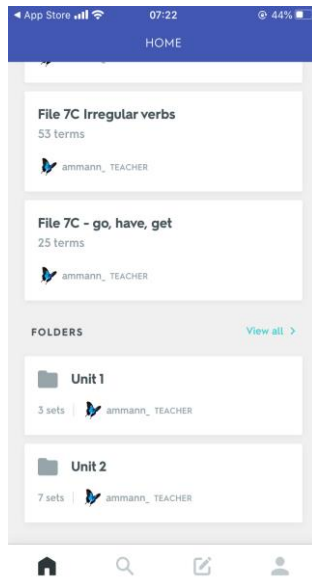 App Store 07:22 44%
HOME
File 7C Irregular verbs
53 terms
ammann_ TEACHER
File 7C - go, have, get
25 terms
ammann_ TEACHER
FOLDERS View all >
Unit 1
3 sets ammann_ TEACHER
Unit 2
7 sets ammann_ TEACHER